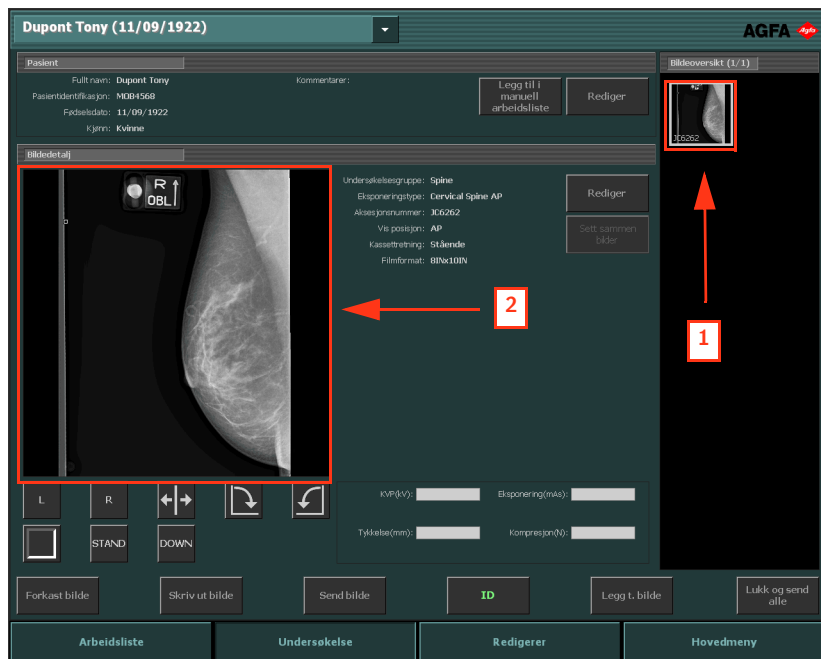 Dupont Tony (11/09/1922)
AGFA Agfa
Pasient
Bildeoversikt (1/1)
Fullt navn: Dupont Tony
Kommentarer:
Pasientidentifikasjon: MOB4568
Fødselsdato: 11/09/1922
Kjønn: Kvinne
Legg til i
manuell
arbeidsliste
Rediger
JC6262
Bildedetalj
R
OBL
Undersøkelsesgruppe: Spine
Eksponeringstype: Cervical Spine AP
Aksesjonsnummer: JC6262
Vis posisjon: AP
Kassettretning: Stående
Filmformat: 8INx10IN
Rediger
Sett sammen
bilder
2
1
L
R
STAND
DOWN
KVP(kV):
Eksponering(mAs):
Tykkelse(mm):
Kompresjon(N):
Forkast bilde
Skriv ut bilde
Send bilde
ID
Legg t. bilde
Lukk og send
alle
Arbeidsliste
Undersøkelse
Redigerer
Hovedmeny